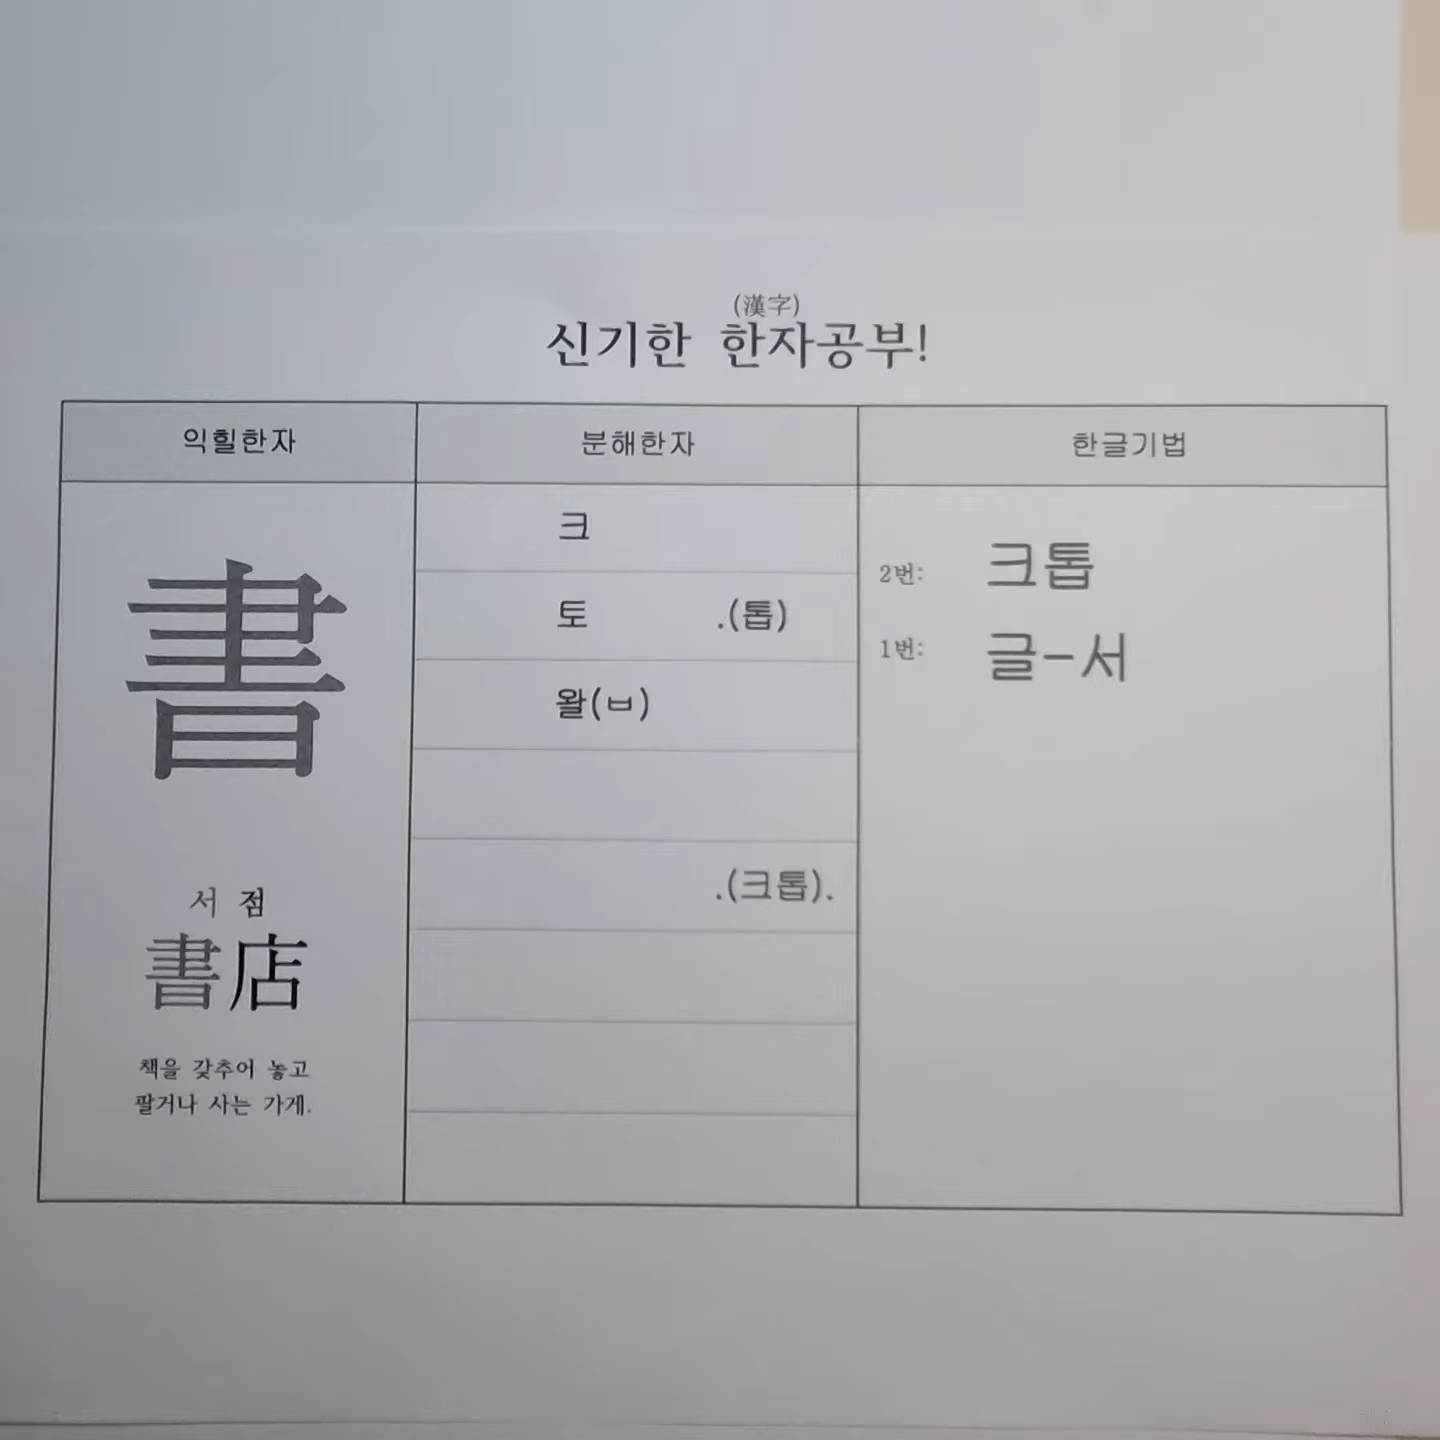 (漢字)
신기한 한자공부!
익힐한자 분해한자 한글기법
書
서 점
書店
책을 갖추어 놓고
팔거나 사는 가게.
크
토 .(톱)
왈(ㅂ)
.(크톱).
2번: 크톱
1번: 글-서